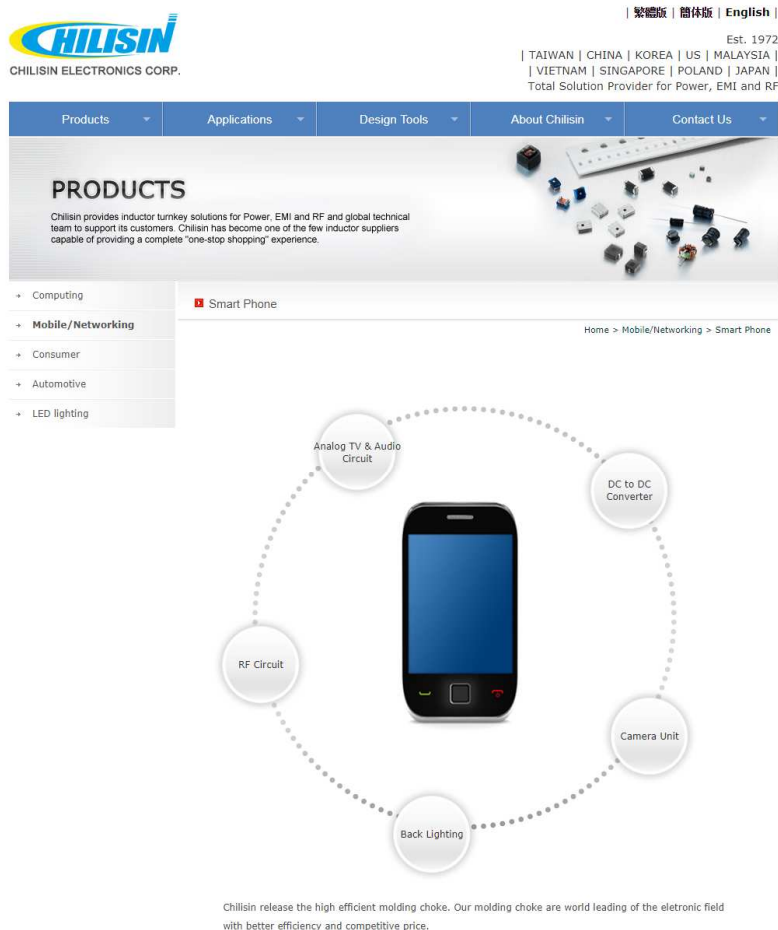 | 繁體版 | 簡体版 | English |
CHILISIN
CHILISIN ELECTRONICS CORP.
Est. 1972
| TAIWAN | CHINA | KOREA | US | MALAYSIA |
| VIETNAM | SINGAPORE | POLAND | JAPAN |
Total Solution Provider for Power, EMI and RF
Products Applications Design Tools About Chilisin Contact Us
PRODUCTS
Chilisin provides inductor turnkey solutions for Power, EMI and RF and global technical
team to support its customers. Chilisin has become one of the few inductor suppliers
capable of providing a complete "one-stop shopping" experience.
Computing
Mobile/Networking
Consumer
Automotive
LED lighting
Smart Phone
Home > Mobile/Networking > Smart Phone
Analog TV & Audio
Circuit
DC to DC
Converter
RF Circuit
Camera Unit
Back Lighting
Chilisin release the high efficient molding choke. Our molding choke are world leading of the eletronic field
with better efficiency and competitive price.